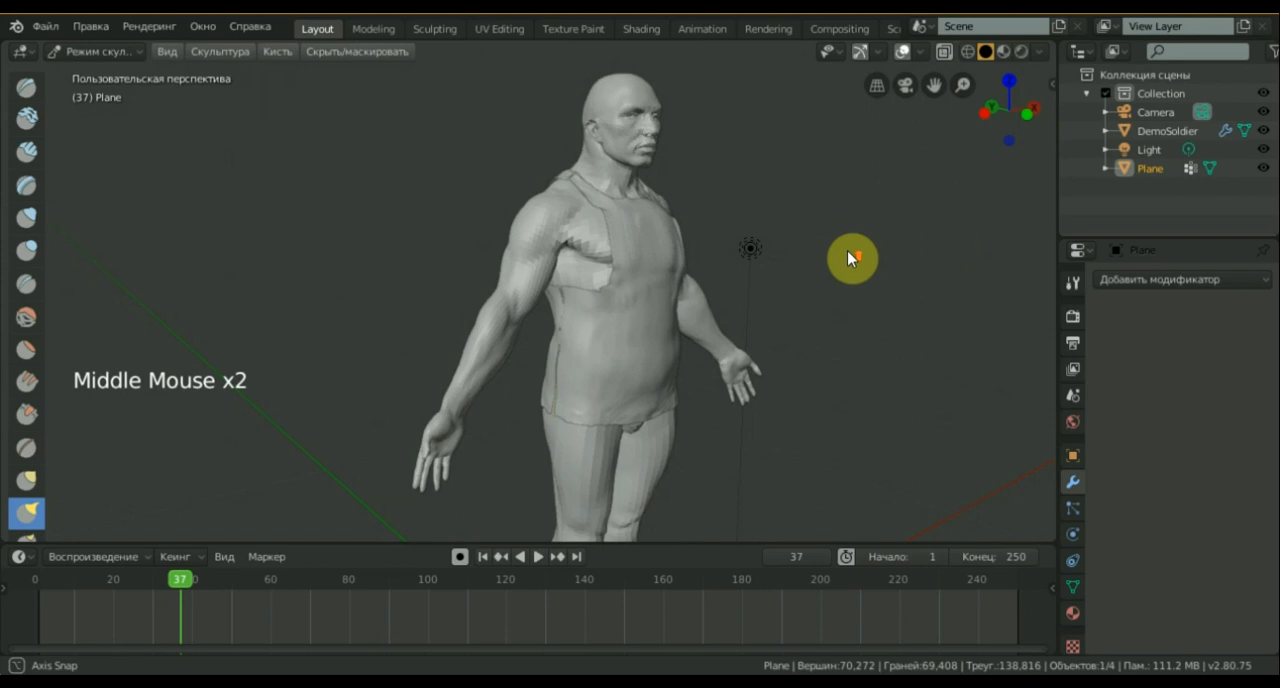 Файл Правка Рендеринг Окно Справка Layout Modeling Sculpting UV Editing Texture Paint Shading Animation Rendering Compositing Sc Scene View Layer
Режим скул.. Вид Скульптура Кисть Скрыть/маскировать
Пользовательская перспектива
(37) Plane
Коллекция сцены
Collection
Camera
DemoSoldier
Light
Plane
Plane
Добавить модификатор
Middle Mouse x2
Воспроизведение Кеинг Вид Маркер 37 Начало: 1 Конец: 250
0 20 37 0 60 80 100 120 140 160 180 200 220 240
Axis Snap Plane | Вершин:70,272 | Граней:69,408 | Треуг.:138,816 | Объектов:1/4 | Пам.: 111.2 MB | v2.80.75